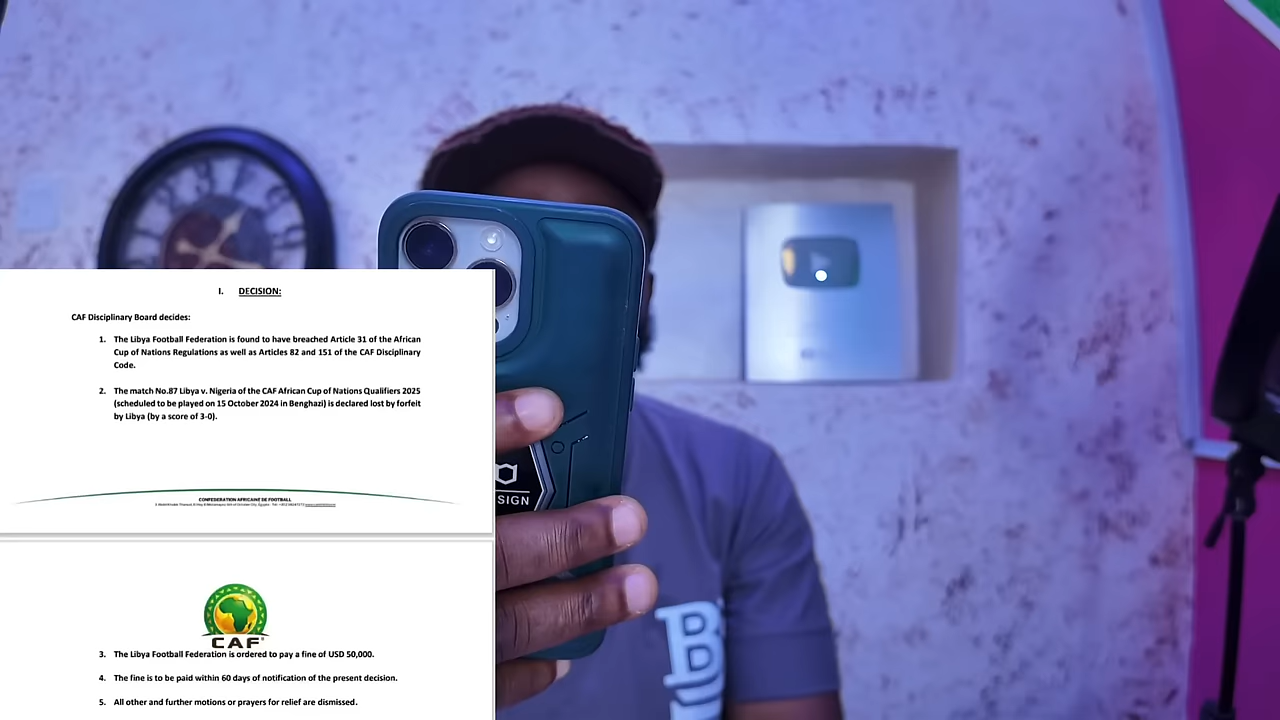 I. DECISION:
CAF Disciplinary Board decides:
1. The Libya Football Federation is found to have breached Article 31 of the African
Cup of Nations Regulations as well as Articles 82 and 151 of the CAF Disciplinary
Code.
2. The match No.87 Libya v. Nigeria of the CAF African Cup of Nations Qualifiers 2025
(scheduled to be played on 15 October 2024 in Benghazi) is declared lost by forfeit
by Libya (by a score of 3-0).
CONFEDERATION AFRICAINE DE FOOTBALL
CAF
3. The Libya Football Federation is ordered to pay a fine of USD 50,000.
4. The fine is to be paid within 60 days of notification of the present decision.
5. All other and further motions or prayers for relief are dismissed.
SIGN
B